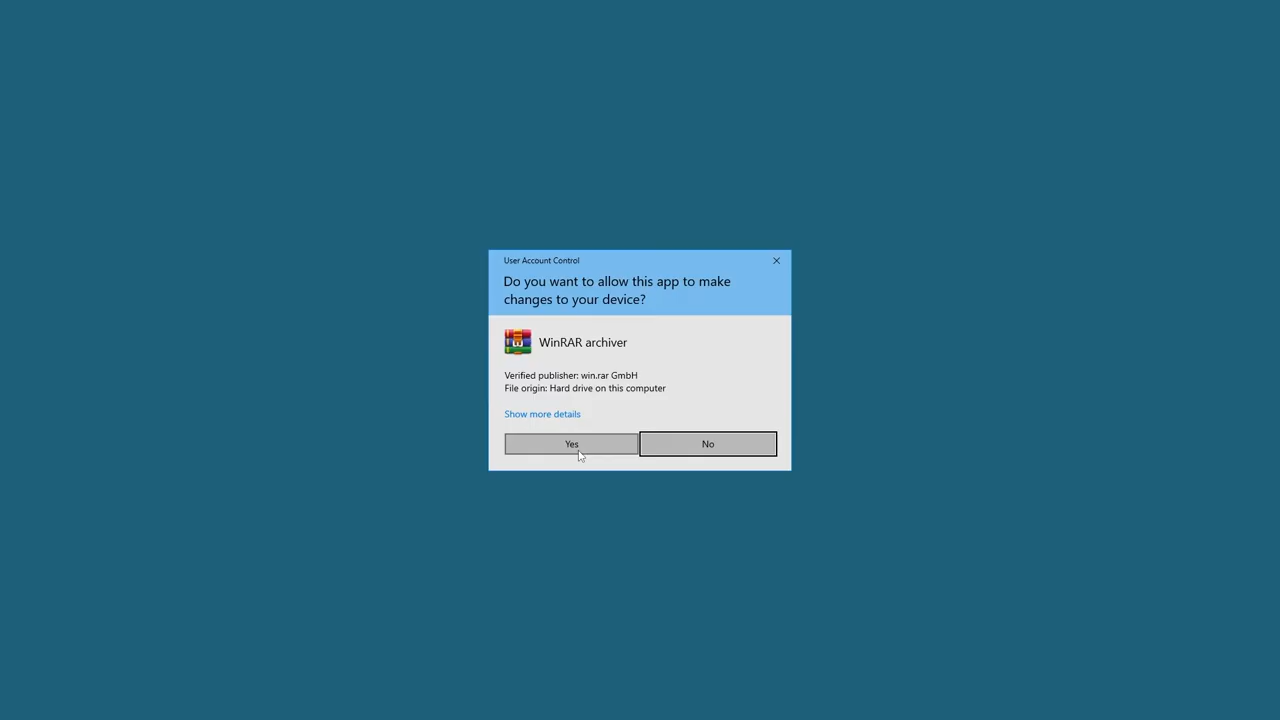 User Account Control
Do you want to allow this app to make
changes to your device?
WinRAR archiver
Verified publisher: win.rar GmbH
File origin: Hard drive on this computer
Show more details
Yes
No